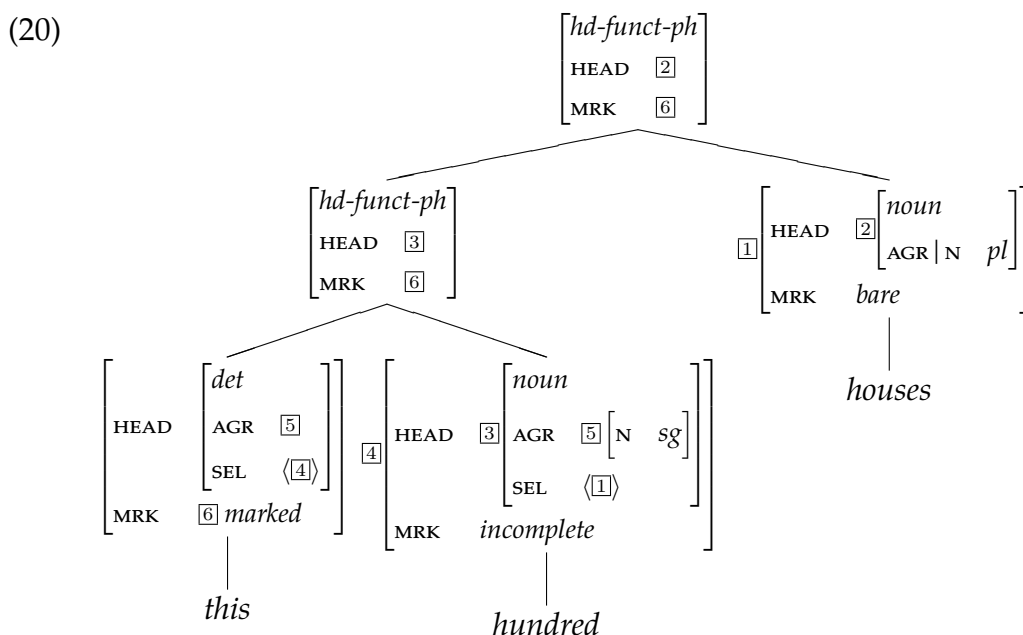 (20)
hd-funct-ph
HEAD 2
MRK 6
hd-funct-ph
HEAD 3
MRK 6
1 HEAD 2 noun
AGR | N pl
MRK bare
houses
det
HEAD AGR 5
SEL ⟨4⟩
MRK 6 marked
this
noun
4 HEAD 3 AGR 5 [N sg]
SEL ⟨1⟩
MRK incomplete
hundred